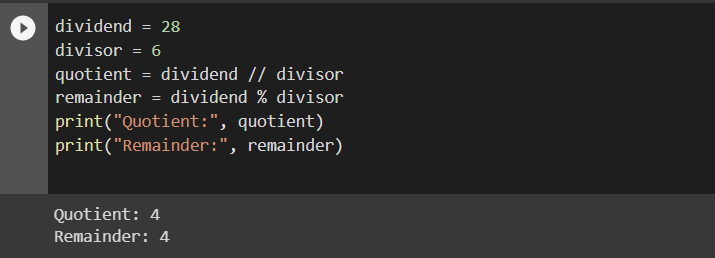 dividend = 28
divisor = 6
quotient = dividend // divisor
remainder = dividend % divisor
print("Quotient:", quotient)
print("Remainder:", remainder)
Quotient: 4
Remainder: 4